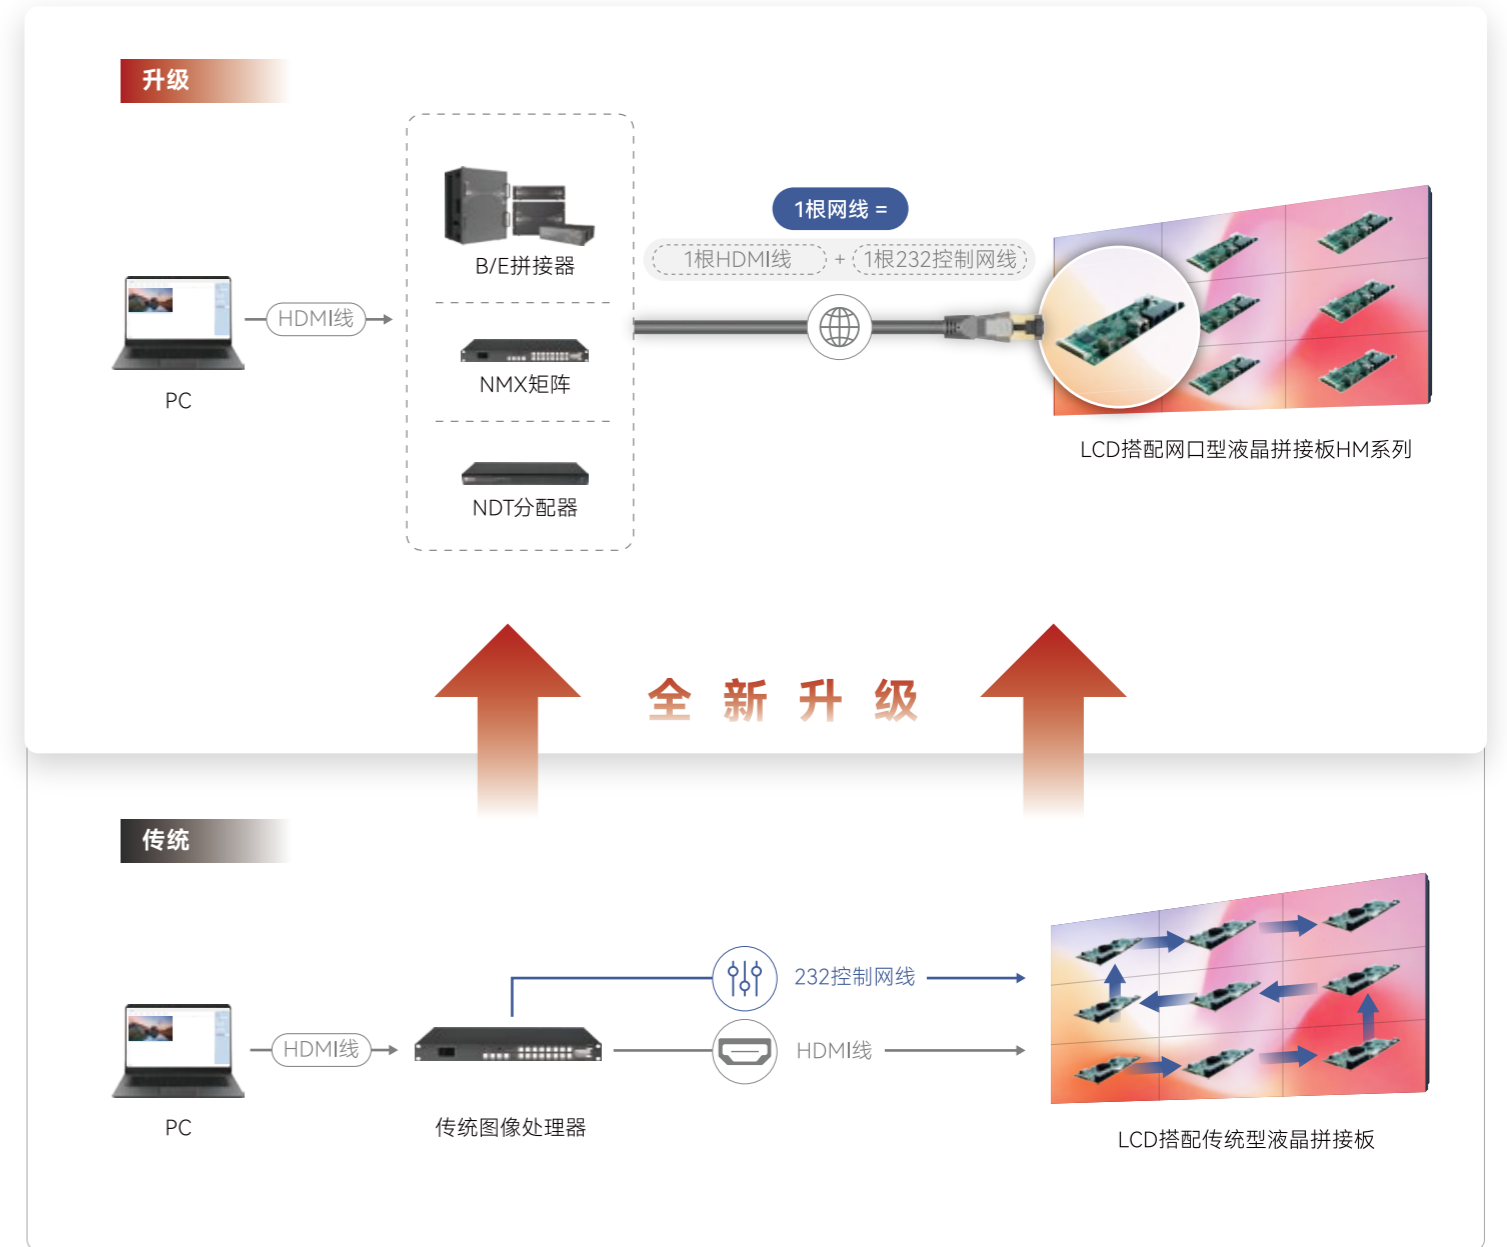 升级
B/E拼接器
1根网线 =
1根HDMI线 + 1根232控制网线
HDMI线
NMX矩阵
PC
LCD搭配网口型液晶拼接板HM系列
NDT分配器
全新升级
传统
232控制网线
HDMI线
HDMI线
PC
传统图像处理器
LCD搭配传统型液晶拼接板